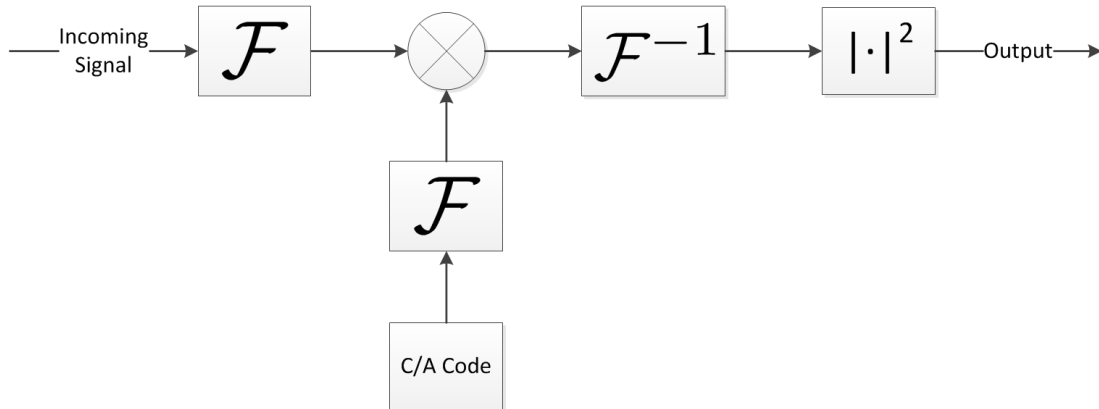 Incoming
Signal
ℱ
ℱ⁻¹
|·|²
Output
ℱ
C/A Code